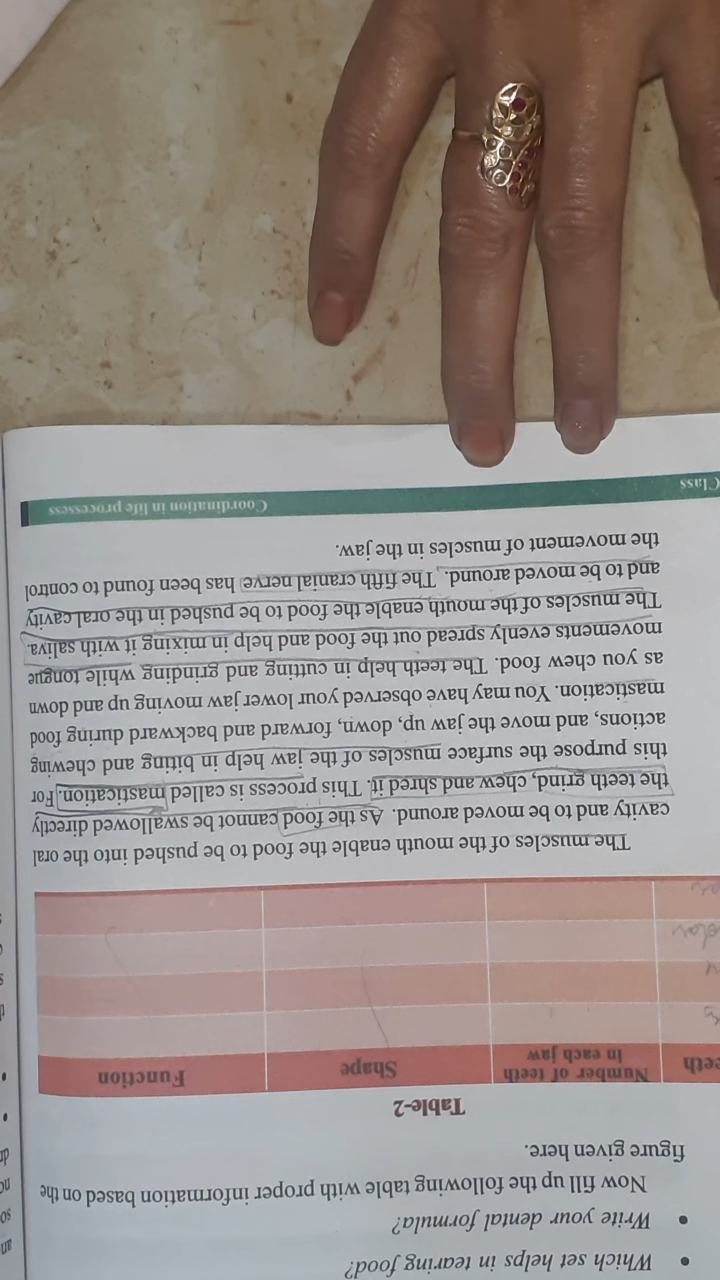 • Which set helps in tearing food?
• Write your dental formula?
Now fill up the following table with proper information based on the
figure given here.
Table-2
Number of teeth in each jaw Shape Function
The muscles of the mouth enable the food to be pushed into the oral
cavity and to be moved around. As the food cannot be swallowed directly
the teeth grind, chew and shred it. This process is called mastication. For
this purpose the surface muscles of the jaw help in biting and chewing
actions, and move the jaw up, down, forward and backward during food
mastication. You may have observed your lower jaw moving up and down
as you chew food. The teeth help in cutting and grinding while tongue
movements evenly spread out the food and help in mixing it with saliva.
The muscles of the mouth enable the food to be pushed in the oral cavity
and to be moved around. The fifth cranial nerve has been found to control
the movement of muscles in the jaw.
Class Coordination in life processess